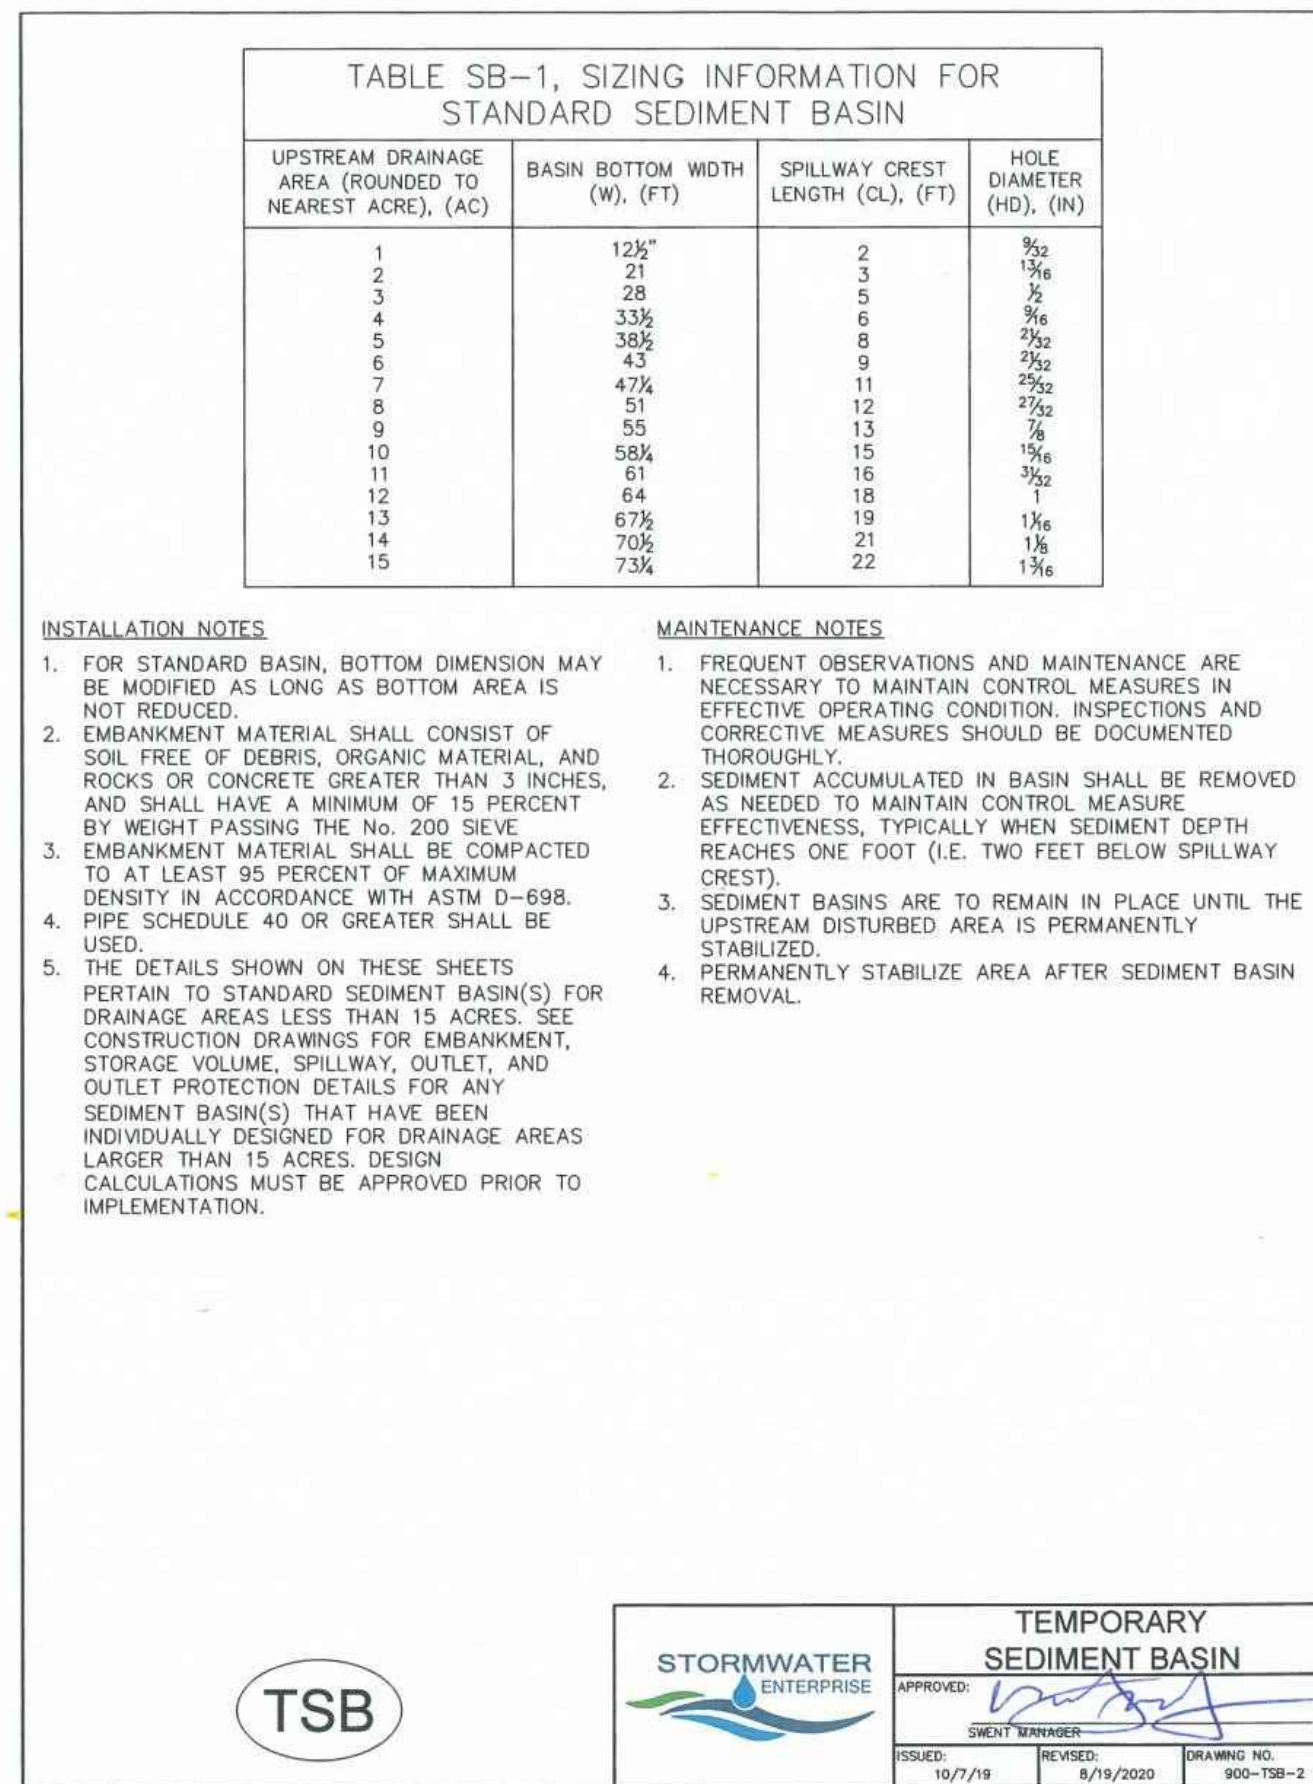 TABLE SB-1, SIZING INFORMATION FOR
STANDARD SEDIMENT BASIN
UPSTREAM DRAINAGE AREA (ROUNDED TO NEAREST ACRE), (AC) BASIN BOTTOM WIDTH (W), (FT) SPILLWAY CREST LENGTH (CL), (FT) HOLE DIAMETER (HD), (IN)
1 12½" 2 9/32
2 21 3 13/16
3 28 5 ½
4 33½ 6 9/16
5 38½ 8 21/32
6 43 9 21/32
7 47¼ 11 25/32
8 51 12 27/32
9 55 13 7/8
10 58¼ 15 15/16
11 61 16 31/32
12 64 18 1
13 67½ 19 1 1/16
14 70½ 21 1 1/8
15 73¼ 22 1 3/16
INSTALLATION NOTES
1. FOR STANDARD BASIN, BOTTOM DIMENSION MAY
BE MODIFIED AS LONG AS BOTTOM AREA IS
NOT REDUCED.
2. EMBANKMENT MATERIAL SHALL CONSIST OF
SOIL FREE OF DEBRIS, ORGANIC MATERIAL, AND
ROCKS OR CONCRETE GREATER THAN 3 INCHES,
AND SHALL HAVE A MINIMUM OF 15 PERCENT
BY WEIGHT PASSING THE No. 200 SIEVE
3. EMBANKMENT MATERIAL SHALL BE COMPACTED
TO AT LEAST 95 PERCENT OF MAXIMUM
DENSITY IN ACCORDANCE WITH ASTM D-698.
4. PIPE SCHEDULE 40 OR GREATER SHALL BE
USED.
5. THE DETAILS SHOWN ON THESE SHEETS
PERTAIN TO STANDARD SEDIMENT BASIN(S) FOR
DRAINAGE AREAS LESS THAN 15 ACRES. SEE
CONSTRUCTION DRAWINGS FOR EMBANKMENT,
STORAGE VOLUME, SPILLWAY, OUTLET, AND
OUTLET PROTECTION DETAILS FOR ANY
SEDIMENT BASIN(S) THAT HAVE BEEN
INDIVIDUALLY DESIGNED FOR DRAINAGE AREAS
LARGER THAN 15 ACRES. DESIGN
CALCULATIONS MUST BE APPROVED PRIOR TO
IMPLEMENTATION.
MAINTENANCE NOTES
1. FREQUENT OBSERVATIONS AND MAINTENANCE ARE
NECESSARY TO MAINTAIN CONTROL MEASURES IN
EFFECTIVE OPERATING CONDITION. INSPECTIONS AND
CORRECTIVE MEASURES SHOULD BE DOCUMENTED
THOROUGHLY.
2. SEDIMENT ACCUMULATED IN BASIN SHALL BE REMOVED
AS NEEDED TO MAINTAIN CONTROL MEASURE
EFFECTIVENESS, TYPICALLY WHEN SEDIMENT DEPTH
REACHES ONE FOOT (I.E. TWO FEET BELOW SPILLWAY
CREST).
3. SEDIMENT BASINS ARE TO REMAIN IN PLACE UNTIL THE
UPSTREAM DISTURBED AREA IS PERMANENTLY
STABILIZED.
4. PERMANENTLY STABILIZE AREA AFTER SEDIMENT BASIN
REMOVAL.
TSB
STORMWATER
ENTERPRISE
TEMPORARY
SEDIMENT BASIN
APPROVED:
SWENT MANAGER
ISSUED: REVISED: DRAWING NO.
10/7/19 8/19/2020 900-TSB-2